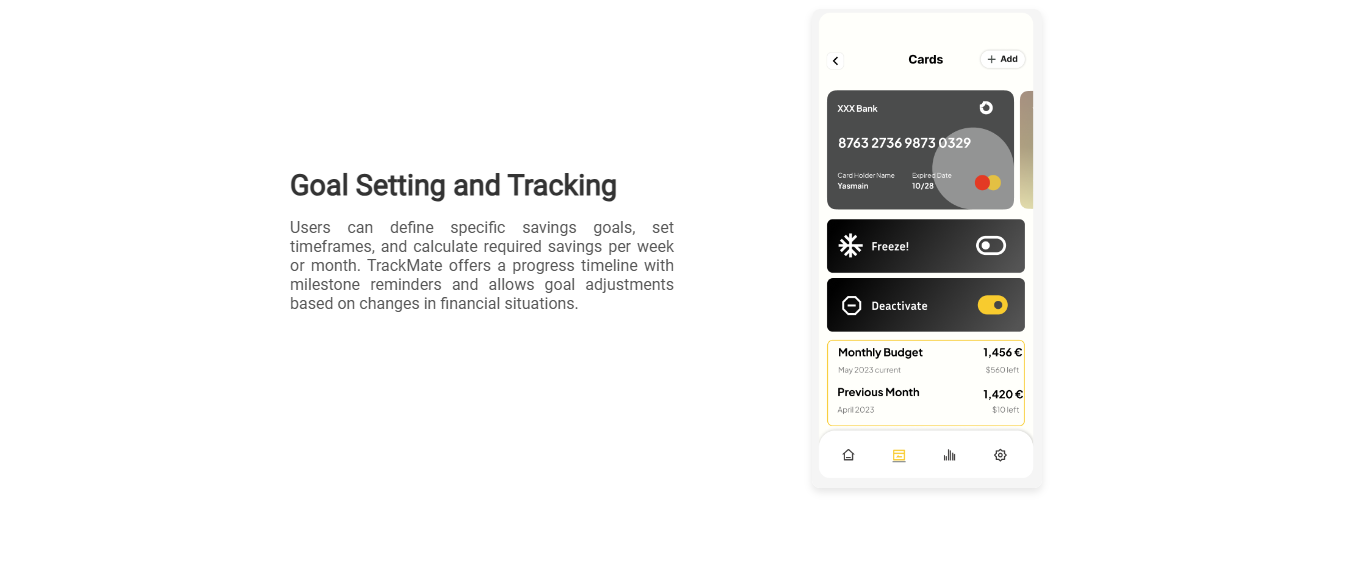 Goal Setting and Tracking
Users can define specific savings goals, set
timeframes, and calculate required savings per week
or month. TrackMate offers a progress timeline with
milestone reminders and allows goal adjustments
based on changes in financial situations.
Cards
+ Add
XXX Bank
8763 2736 9873 0329
Card Holder Name Expired Date
Yasmain 10/28
Freeze!
Deactivate
Monthly Budget 1,456 €
May 2023 current $560 left
Previous Month 1,420 €
April 2023 $10 left